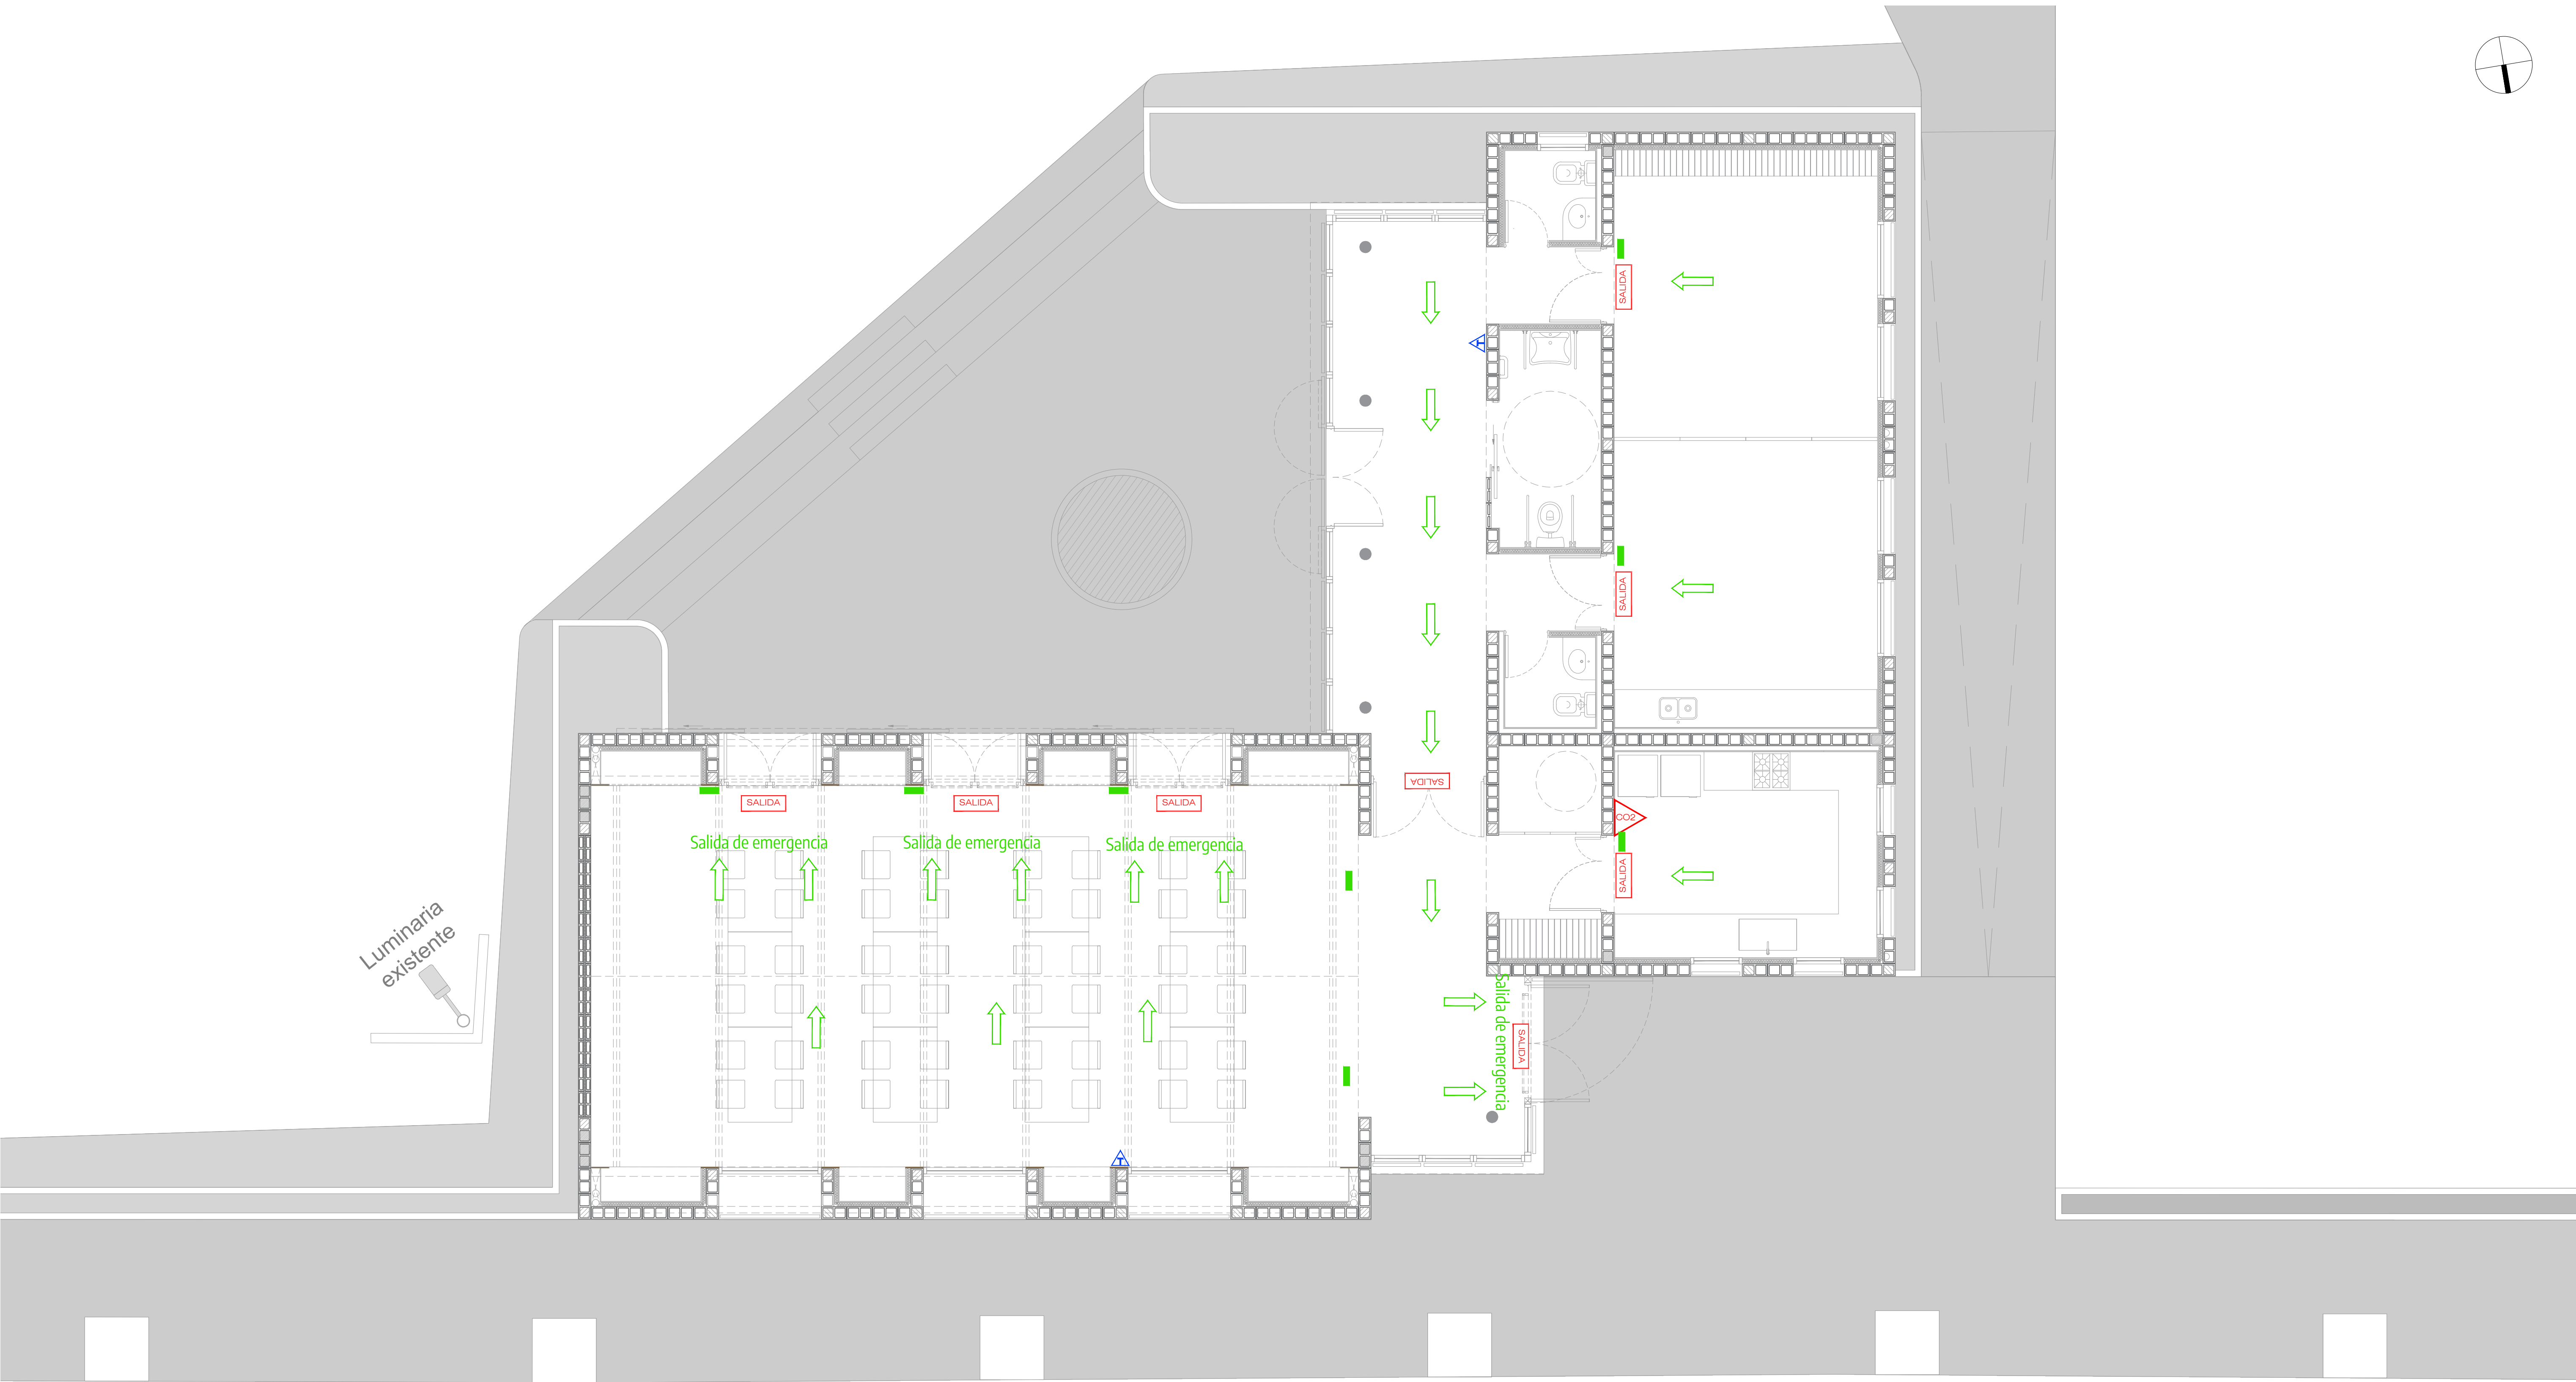 SALIDA
SALIDA
SALIDA
SALIDA
SALIDA
SALIDA
CO2
Salida de emergencia
Salida de emergencia
Salida de emergencia
SALIDA
Luminaria
existente
Salida de emergencia
SALIDA
T
T